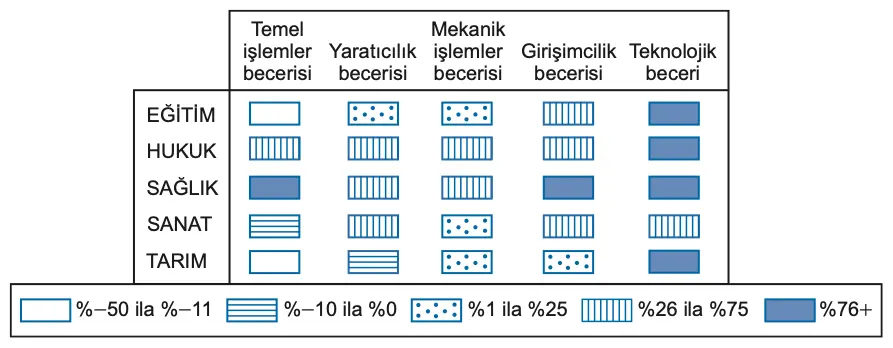 Temel işlemler becerisi
Yaratıcılık becerisi
Mekanik işlemler becerisi
Girişimcilik becerisi
Teknolojik beceri
EĞİTİM
HUKUK
SAĞLIK
SANAT
TARIM
%−50 ila %−11
%−10 ila %0
%1 ila %25
%26 ila %75
%76+